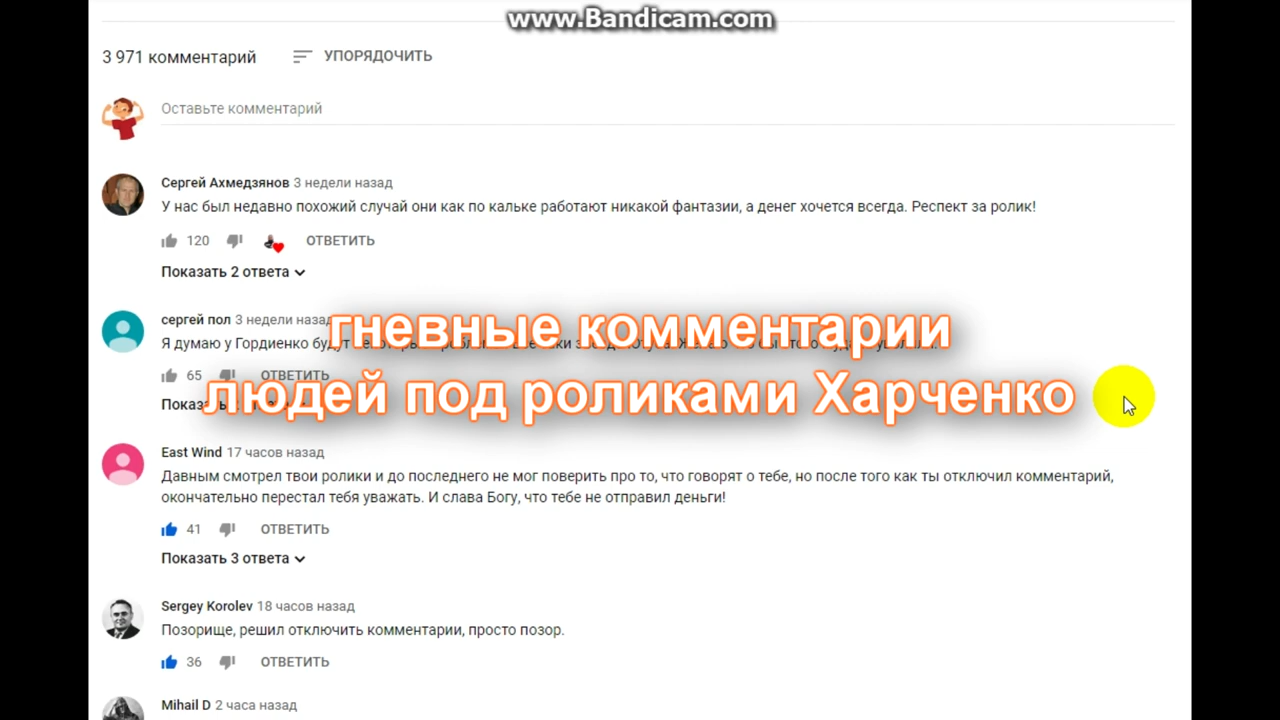 www.Bandicam.com
3 971 комментарий
УПОРЯДОЧИТЬ
Оставьте комментарий
Сергей Ахмедзянов 3 недели назад
У нас был недавно похожий случай они как по кальке работают никакой фантазии, а денег хочется всегда. Респект за ролик!
120 ОТВЕТИТЬ
Показать 2 ответа
сергей пол 3 недели назад
гневные комментарии
Я думаю у Гордиенко будут
65 ОТВЕТИТЬ
людей под роликами Харченко
East Wind 17 часов назад
Давным смотрел твои ролики и до последнего не мог поверить про то, что говорят о тебе, но после того как ты отключил комментарий,
окончательно перестал тебя уважать. И слава Богу, что тебе не отправил деньги!
41 ОТВЕТИТЬ
Показать 3 ответа
Sergey Korolev 18 часов назад
Позорище, решил отключить комментарии, просто позор.
36 ОТВЕТИТЬ
Mihail D 2 часа назад